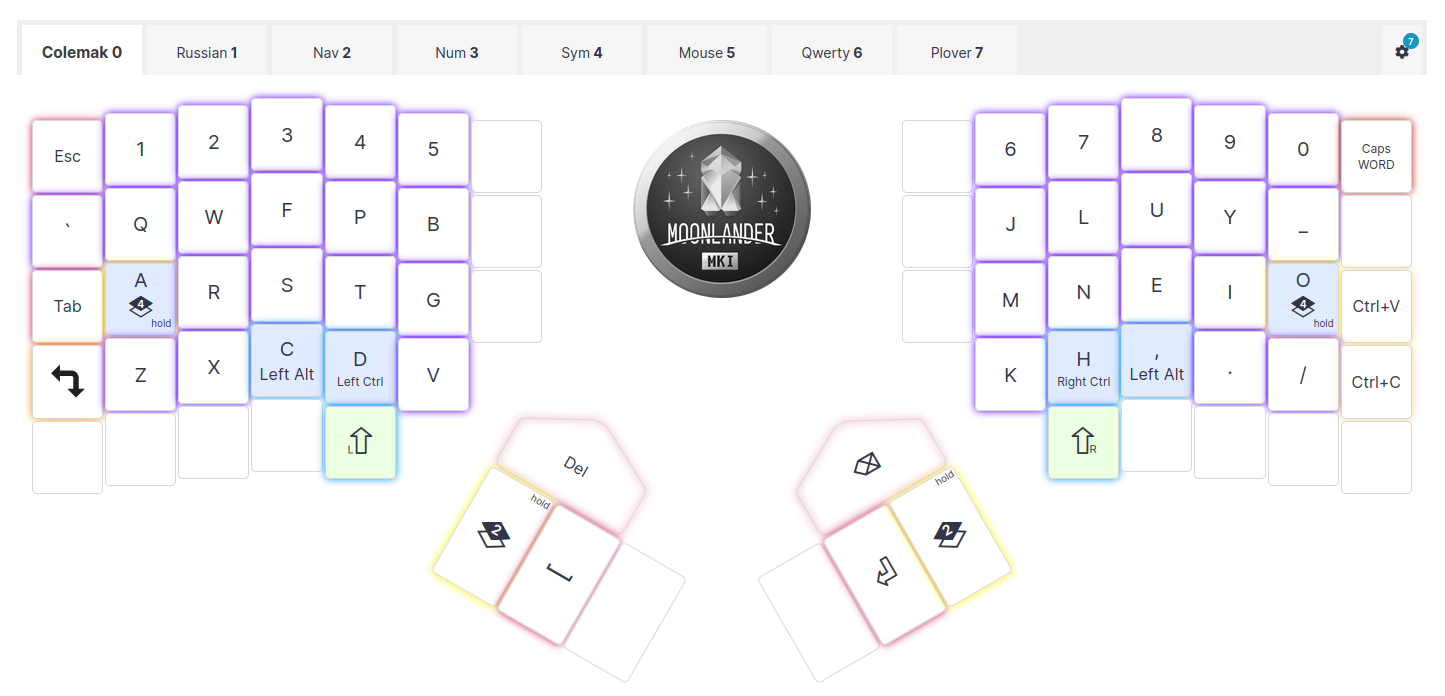 Colemak 0
Russian 1
Nav 2
Num 3
Sym 4
Mouse 5
Qwerty 6
Plover 7
7
Esc
1
2
3
4
5
6
7
8
9
0
Caps
WORD
`
Q
W
F
P
B
J
L
U
Y
_
Tab
A
4
hold
R
S
T
G
M
N
E
I
O
4
hold
Ctrl+V
Z
X
C
Left Alt
D
Left Ctrl
V
K
H
Right Ctrl
,
Left Alt
.
/
Ctrl+C
L
R
MOONLANDER
MKI
Del
2
hold
2
hold